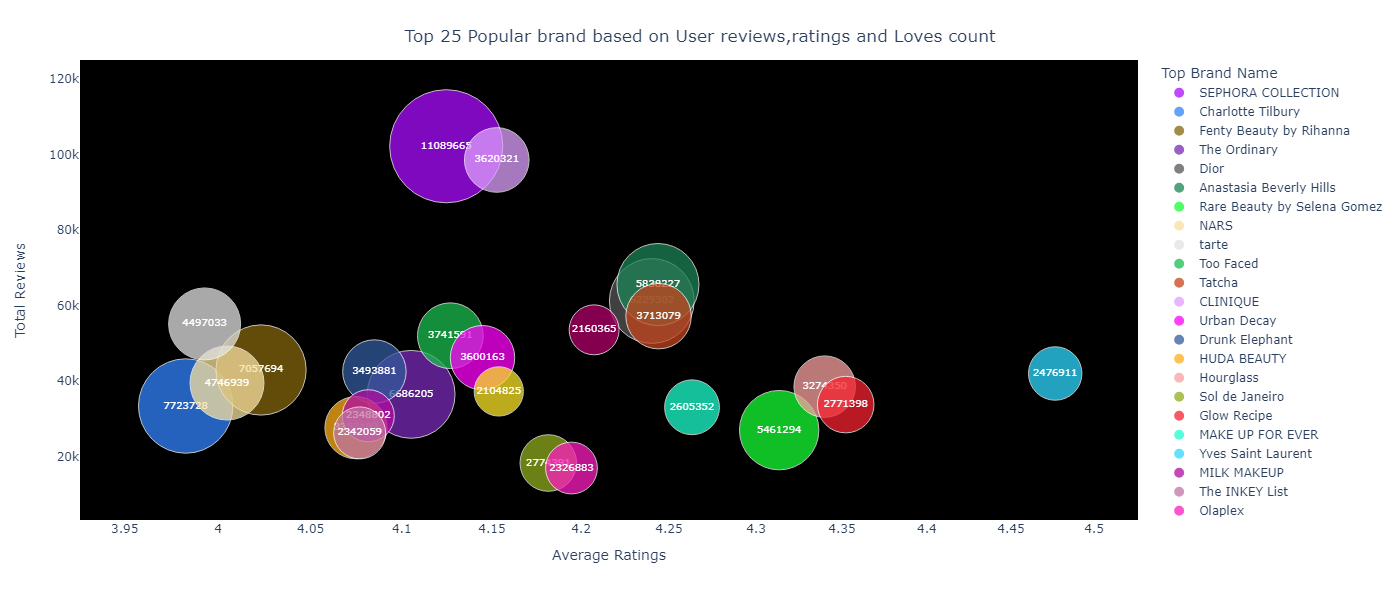 Top 25 Popular brand based on User reviews,ratings and Loves count
120k
100k
80k
60k
40k
20k
Total Reviews
11089665
3620321
5839227
3713079
2160365
4497033
3741591
3600163
7057694
3493881
4746939
6686205
2104825
7723728
2348802
2342059
2605352
2476911
3274350
2771398
5461294
2326883
3.95
4
4.05
4.1
4.15
4.2
4.25
4.3
4.35
4.4
4.45
4.5
Average Ratings
Top Brand Name
SEPHORA COLLECTION
Charlotte Tilbury
Fenty Beauty by Rihanna
The Ordinary
Dior
Anastasia Beverly Hills
Rare Beauty by Selena Gomez
NARS
tarte
Too Faced
Tatcha
CLINIQUE
Urban Decay
Drunk Elephant
HUDA BEAUTY
Hourglass
Sol de Janeiro
Glow Recipe
MAKE UP FOR EVER
Yves Saint Laurent
MILK MAKEUP
The INKEY List
Olaplex